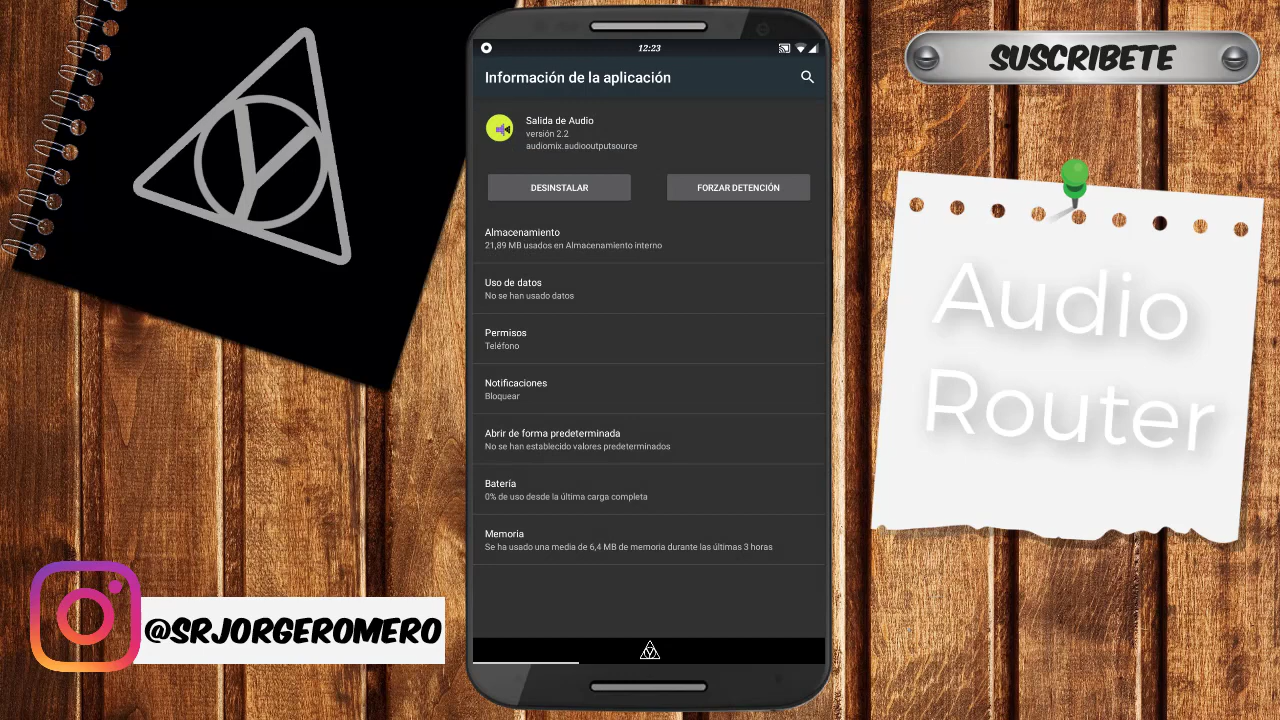 12:23
Información de la aplicación
Salida de Audio
versión 2.2
audiomix.audiooutputsource
DESINSTALAR
FORZAR DETENCIÓN
Almacenamiento
21,89 MB usados en Almacenamiento interno
Uso de datos
No se han usado datos
Permisos
Teléfono
Notificaciones
Bloquear
Abrir de forma predeterminada
No se han establecido valores predeterminados
Batería
0% de uso desde la última carga completa
Memoria
Se ha usado una media de 6,4 MB de memoria durante las últimas 3 horas
SUSCRIBETE
Audio
Router
@SRJORGEROMERO